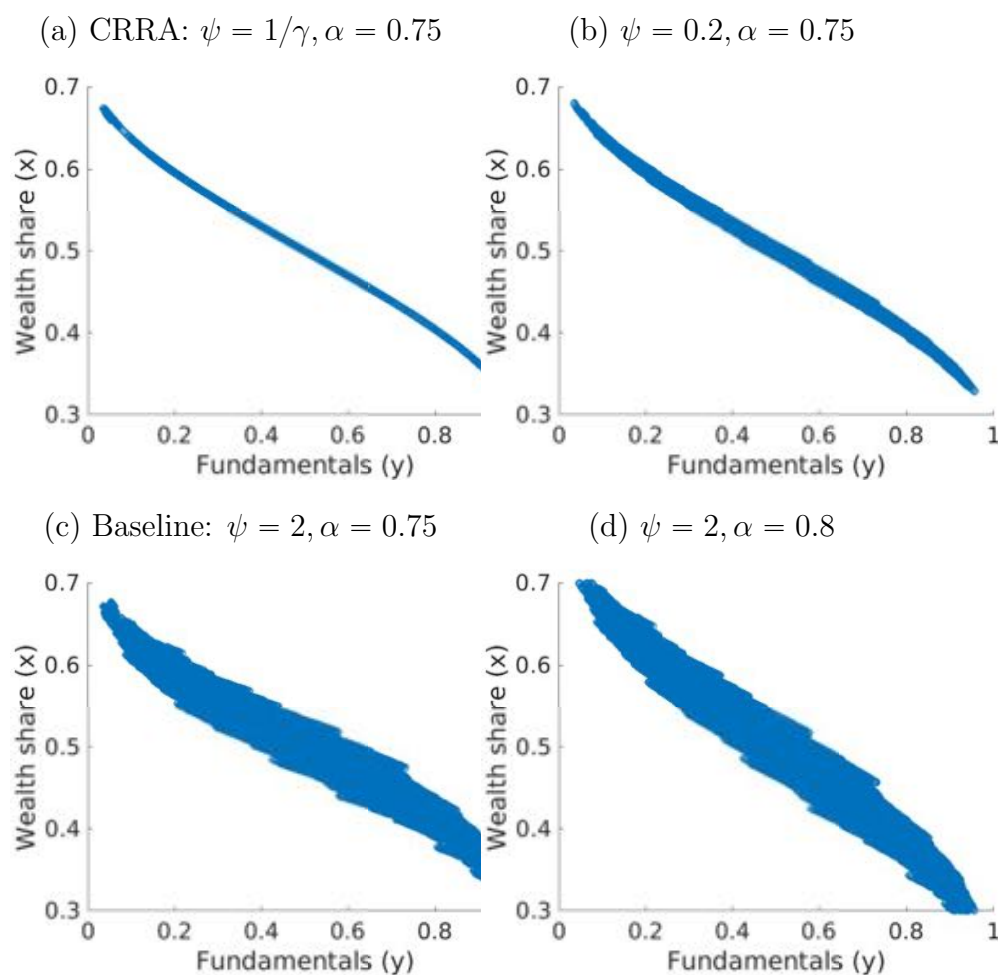 (a) CRRA: ψ = 1/γ, α = 0.75
(b) ψ = 0.2, α = 0.75
0.7
0.6
0.5
0.4
0.3
Wealth share (x)
0 0.2 0.4 0.6 0.8
Fundamentals (y)
0.7
0.6
0.5
0.4
0.3
Wealth share (x)
0 0.2 0.4 0.6 0.8 1
Fundamentals (y)
(c) Baseline: ψ = 2, α = 0.75
(d) ψ = 2, α = 0.8
0.7
0.6
0.5
0.4
0.3
Wealth share (x)
0 0.2 0.4 0.6 0.8
Fundamentals (y)
0.7
0.6
0.5
0.4
0.3
Wealth share (x)
0 0.2 0.4 0.6 0.8 1
Fundamentals (y)